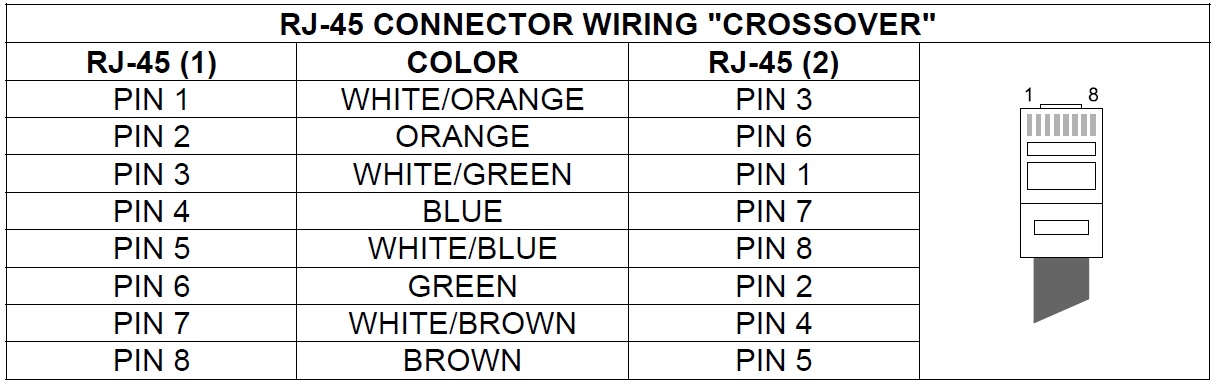 RJ-45 CONNECTOR WIRING "CROSSOVER"
RJ-45 (1) COLOR RJ-45 (2)
PIN 1 WHITE/ORANGE PIN 3
PIN 2 ORANGE PIN 6
PIN 3 WHITE/GREEN PIN 1
PIN 4 BLUE PIN 7
PIN 5 WHITE/BLUE PIN 8
PIN 6 GREEN PIN 2
PIN 7 WHITE/BROWN PIN 4
PIN 8 BROWN PIN 5
1 8